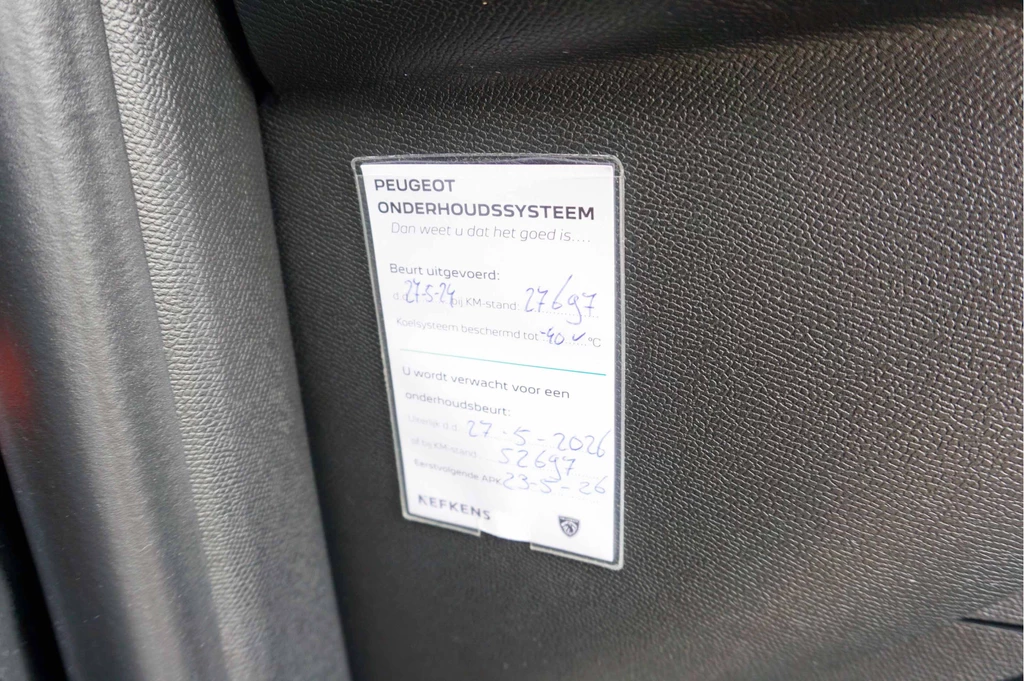 PEUGEOT
ONDERHOUDSSYSTEEM
Dan weet u dat het goed is....
Beurt uitgevoerd:
d.d. 27-5-24 bij KM-stand: 27697
Koelsysteem beschermd tot -40 ✓ °C
U wordt verwacht voor een
onderhoudsbeurt:
Uiterlijk d.d. 27-5-2026
of bij KM-stand: 52697
Eerstvolgende APK 23-5-26
NEFKENS